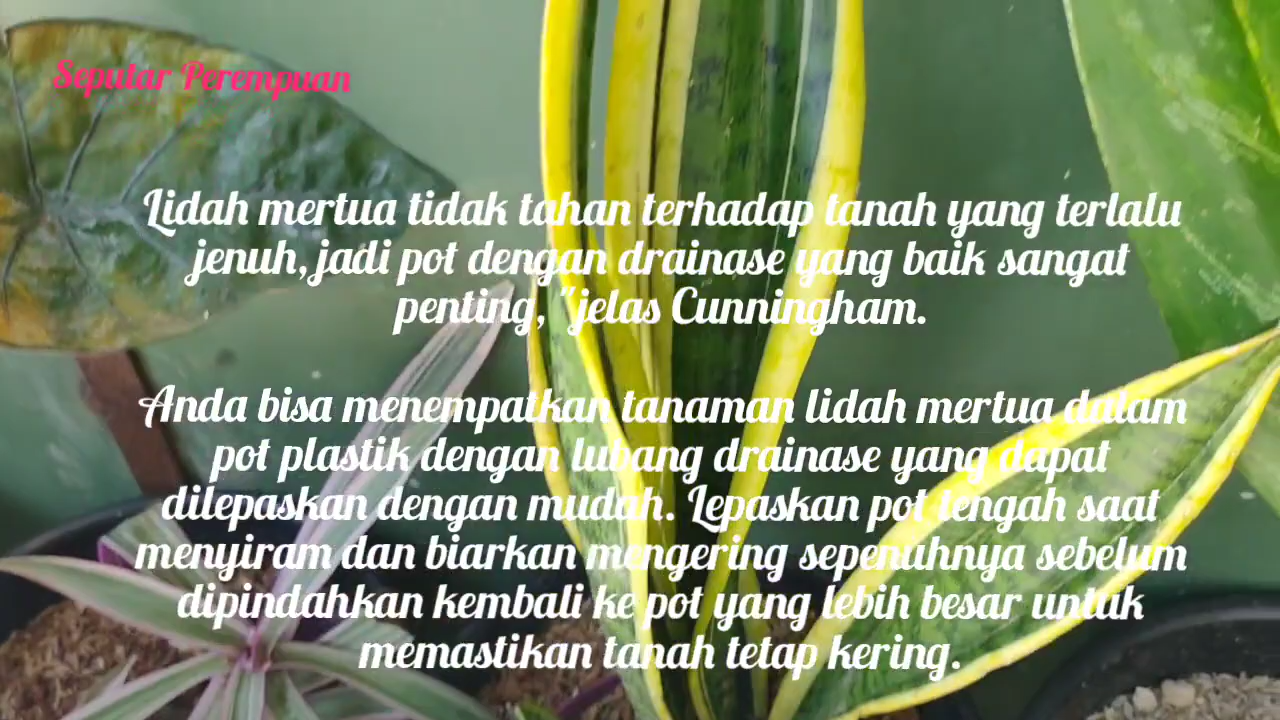 Seputar Perempuan
Lidah mertua tidak tahan terhadap tanah yang terlalu
jenuh, jadi pot dengan drainase yang baik sangat
penting, "jelas Cunningham.
Anda bisa menempatkan tanaman lidah mertua dalam
pot plastik dengan lubang drainase yang dapat
dilepaskan dengan mudah. Lepaskan pot tengah saat
menyiram dan biarkan mengering sepenuhnya sebelum
dipindahkan kembali ke pot yang lebih besar untuk
memastikan tanah tetap kering.